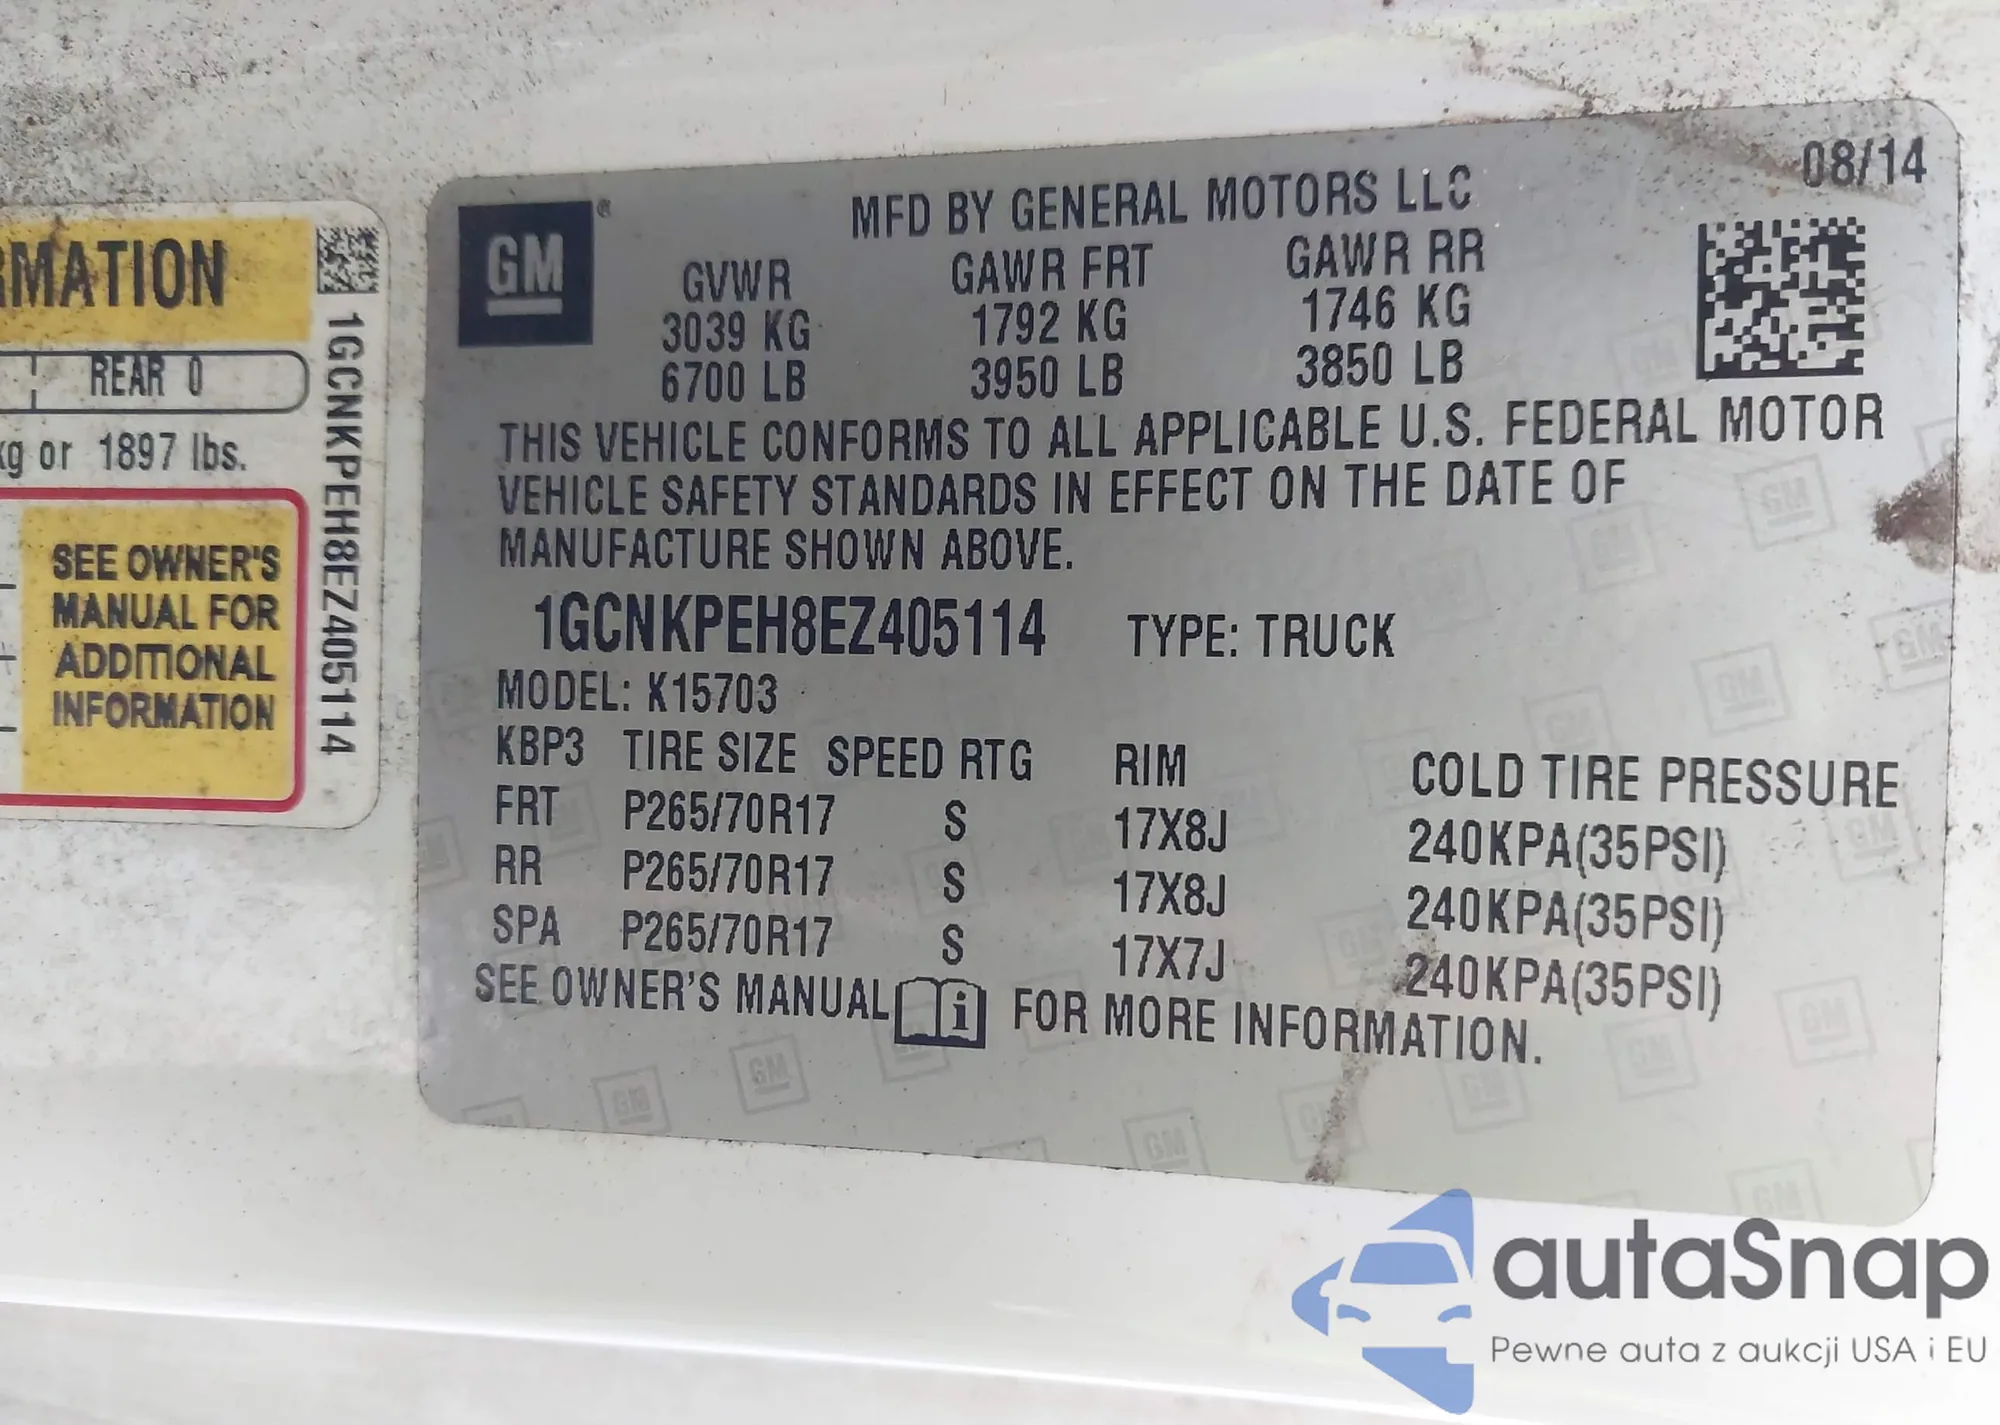 RMATION
REAR 0
kg or 1897 lbs.
SEE OWNER'S
MANUAL FOR
ADDITIONAL
INFORMATION
1GCNKPEH8EZ405114
08/14
GM ®
MFD BY GENERAL MOTORS LLC
GVWR GAWR FRT GAWR RR
3039 KG 1792 KG 1746 KG
6700 LB 3950 LB 3850 LB
THIS VEHICLE CONFORMS TO ALL APPLICABLE U.S. FEDERAL MOTOR
VEHICLE SAFETY STANDARDS IN EFFECT ON THE DATE OF
MANUFACTURE SHOWN ABOVE.
1GCNKPEH8EZ405114 TYPE: TRUCK
MODEL: K15703
KBP3 TIRE SIZE SPEED RTG RIM COLD TIRE PRESSURE
FRT P265/70R17 S 17X8J 240KPA(35PSI)
RR P265/70R17 S 17X8J 240KPA(35PSI)
SPA P265/70R17 S 17X7J 240KPA(35PSI)
SEE OWNER'S MANUAL i FOR MORE INFORMATION.
autaSnap
Pewne auta z aukcji USA i EU